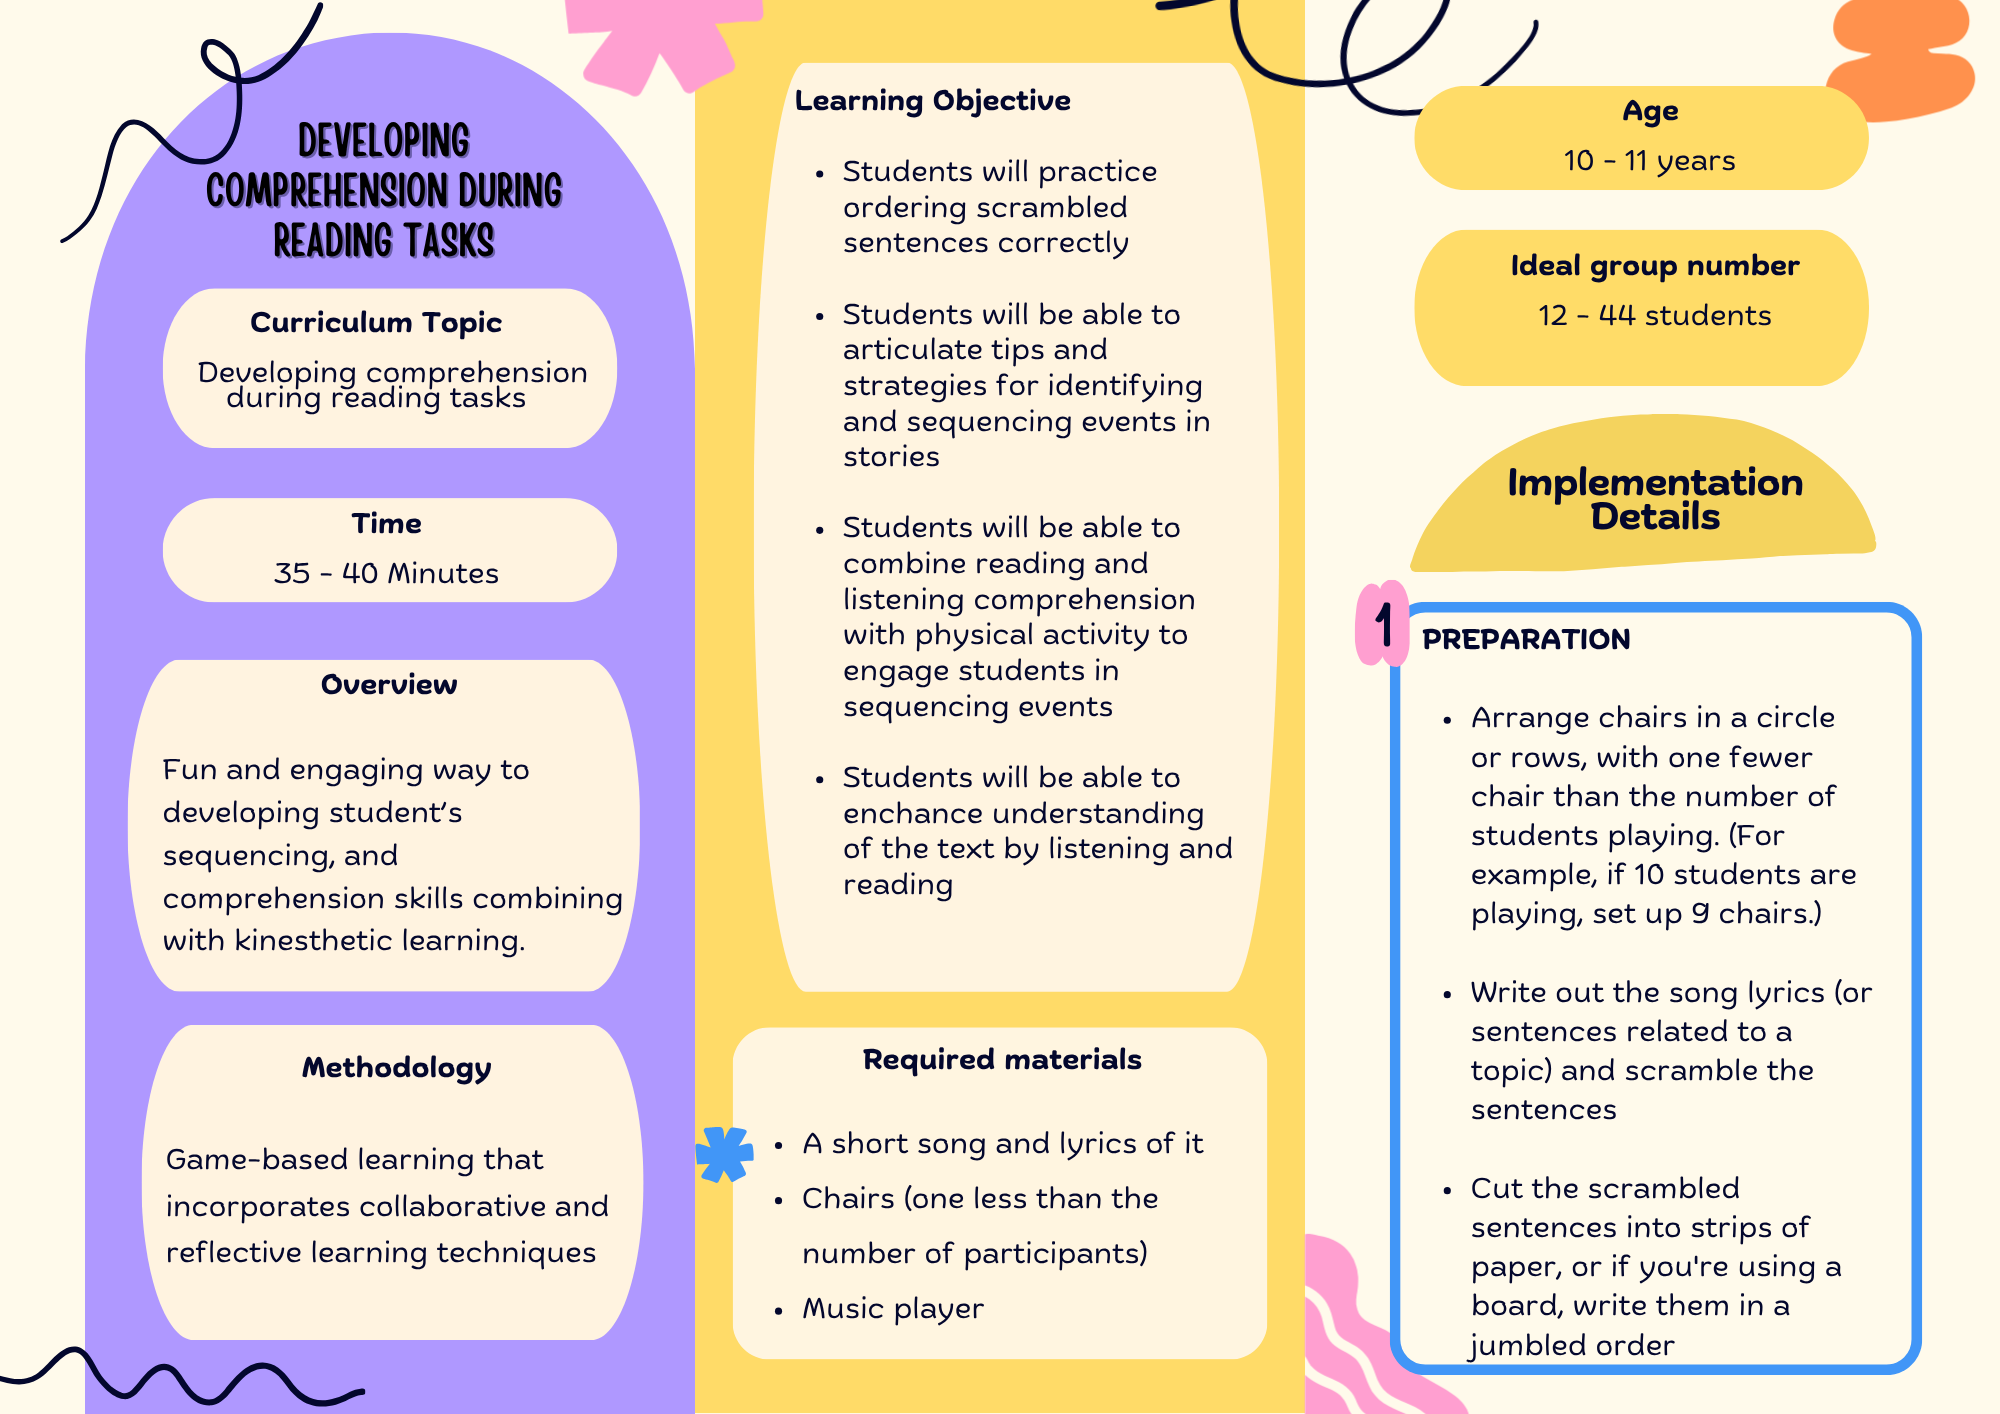 DEVELOPING
COMPREHENSION DURING
READING TASKS
Curriculum Topic
Developing comprehension
during reading tasks
Time
35 - 40 Minutes
Overview
Fun and engaging way to
developing student's
sequencing, and
comprehension skills combining
with kinesthetic learning.
Methodology
Game-based learning that
incorporates collaborative and
reflective learning techniques
Learning Objective
• Students will practice
ordering scrambled
sentences correctly
• Students will be able to
articulate tips and
strategies for identifying
and sequencing events in
stories
• Students will be able to
combine reading and
listening comprehension
with physical activity to
engage students in
sequencing events
• Students will be able to
enchance understanding
of the text by listening and
reading
Required materials
• A short song and lyrics of it
• Chairs (one less than the
number of participants)
• Music player
Age
10 - 11 years
Ideal group number
12 - 44 students
Implementation
Details
1
PREPARATION
• Arrange chairs in a circle
or rows, with one fewer
chair than the number of
students playing. (For
example, if 10 students are
playing, set up 9 chairs.)
• Write out the song lyrics (or
sentences related to a
topic) and scramble the
sentences
• Cut the scrambled
sentences into strips of
paper, or if you're using a
board, write them in a
jumbled order